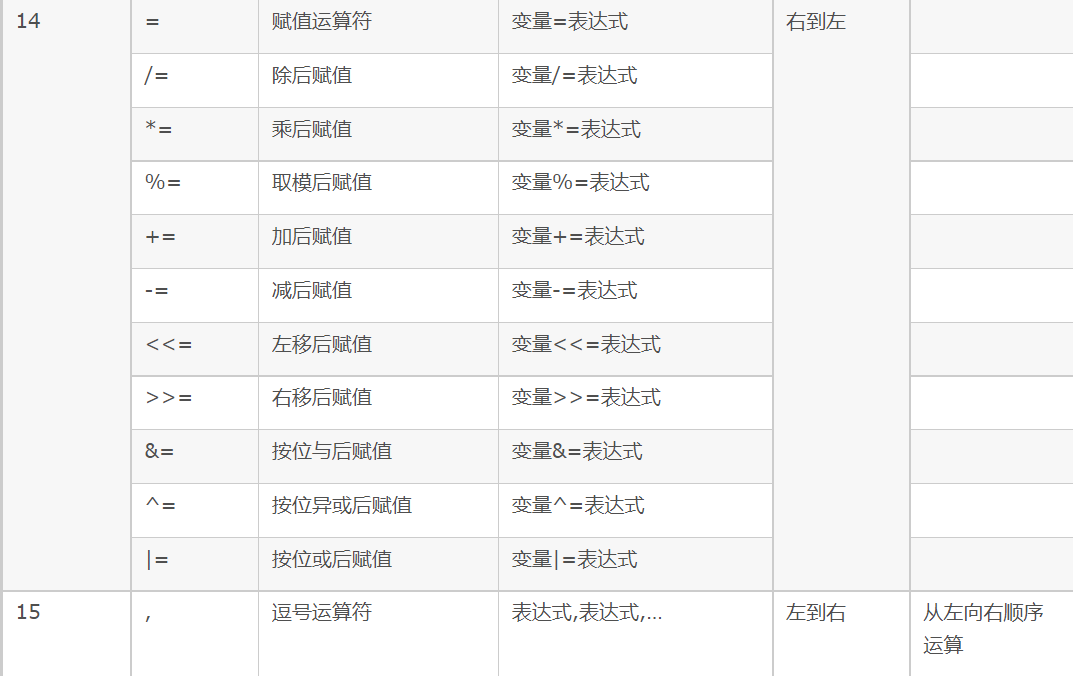 14 = 赋值运算符 变量=表达式 右到左
/= 除后赋值 变量/=表达式
*= 乘后赋值 变量*=表达式
%= 取模后赋值 变量%=表达式
+= 加后赋值 变量+=表达式
-= 减后赋值 变量-=表达式
<<= 左移后赋值 变量<<=表达式
>>= 右移后赋值 变量>>=表达式
&= 按位与后赋值 变量&=表达式
^= 按位异或后赋值 变量^=表达式
|= 按位或后赋值 变量|=表达式
15 , 逗号运算符 表达式,表达式,… 左到右 从左向右顺序
运算